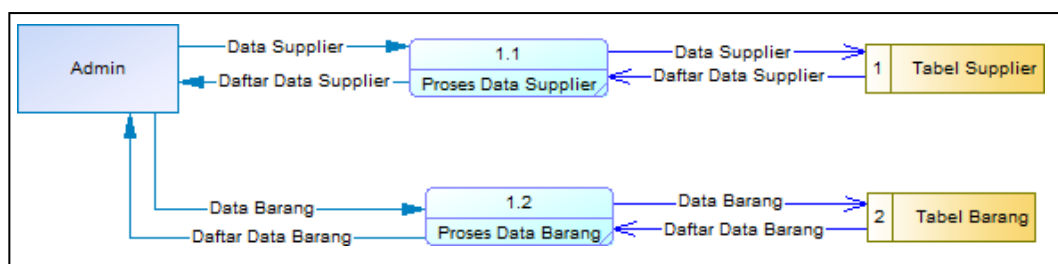 Admin
Data Supplier
Daftar Data Supplier
1.1
Proses Data Supplier
Data Supplier
Daftar Data Supplier
1 Tabel Supplier
Data Barang
Daftar Data Barang
1.2
Proses Data Barang
Data Barang
Daftar Data Barang
2 Tabel Barang